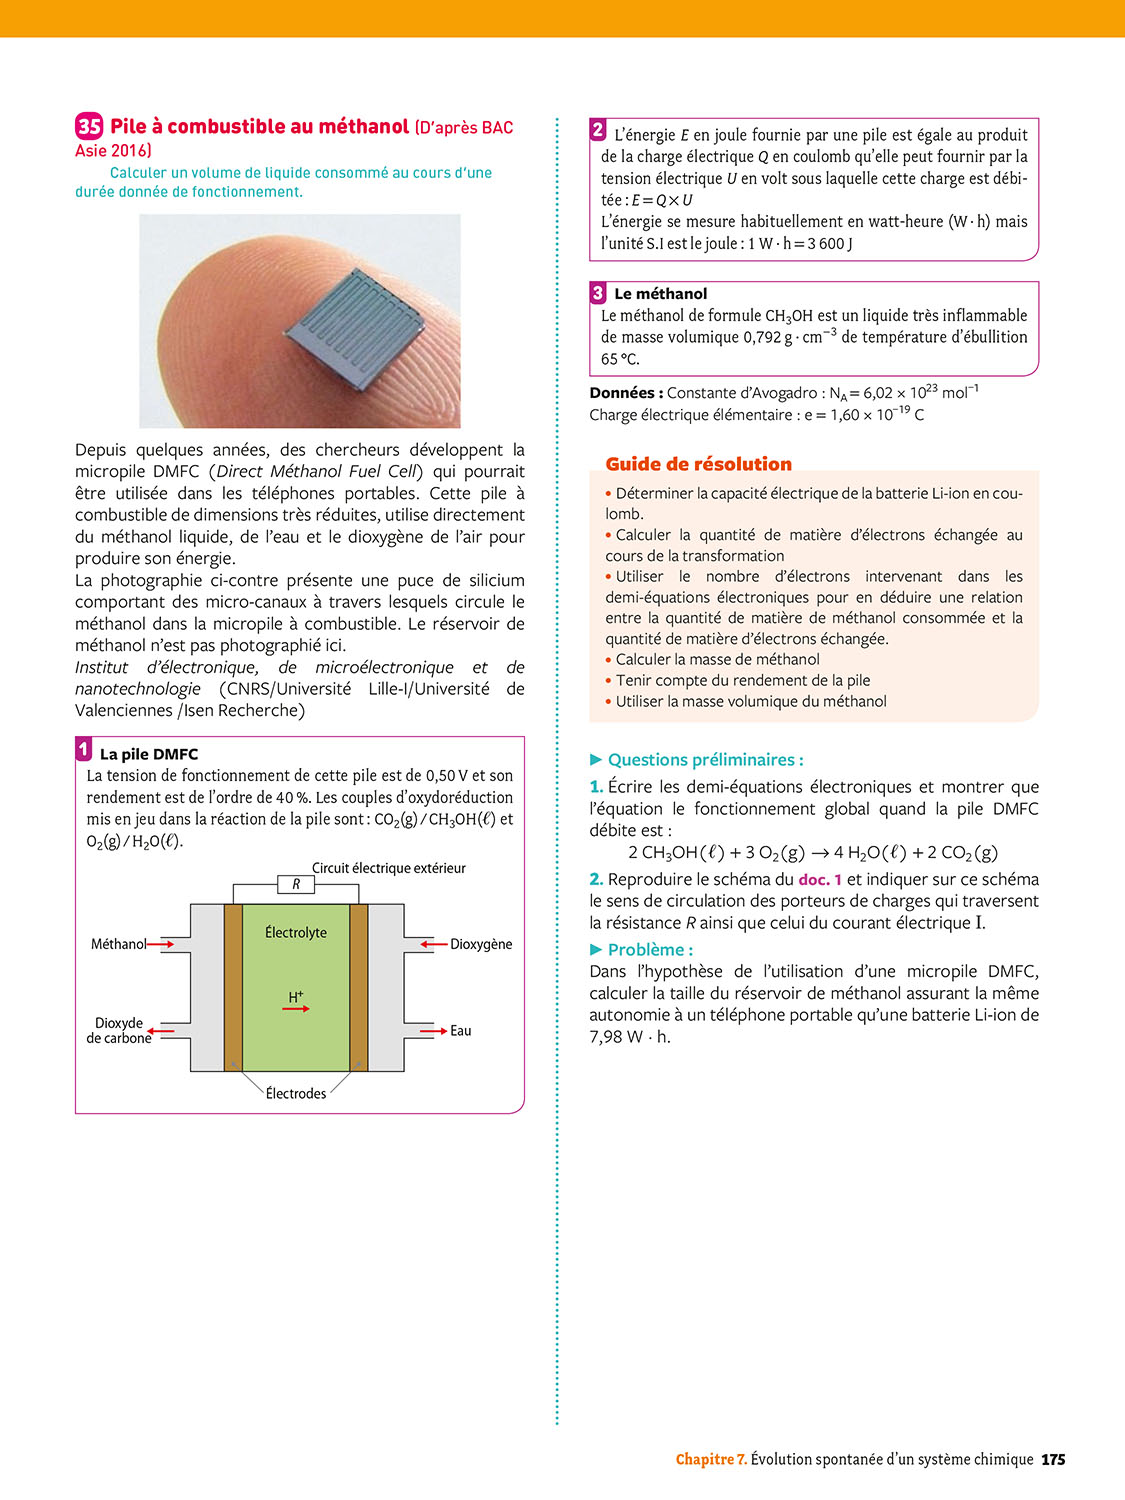 35 Pile à combustible au méthanol (D'après BAC
Asie 2016)
Calculer un volume de liquide consommé au cours d'une
durée donnée de fonctionnement.
Depuis quelques années, des chercheurs développent la
micropile DMFC (Direct Méthanol Fuel Cell) qui pourrait
être utilisée dans les téléphones portables. Cette pile à
combustible de dimensions très réduites, utilise directement
du méthanol liquide, de l'eau et le dioxygène de l'air pour
produire son énergie.
La photographie ci-contre présente une puce de silicium
comportant des micro-canaux à travers lesquels circule le
méthanol dans la micropile à combustible. Le réservoir de
méthanol n'est pas photographié ici.
Institut d'électronique, de microélectronique et de
nanotechnologie (CNRS/Université Lille-I/Université de
Valenciennes /Isen Recherche)
1 La pile DMFC
La tension de fonctionnement de cette pile est de 0,50 V et son
rendement est de l'ordre de 40 %. Les couples d'oxydoréduction
mis en jeu dans la réaction de la pile sont : CO₂(g)/CH₃OH(ℓ) et
O₂(g)/H₂O(ℓ).
Circuit électrique extérieur
R
Électrolyte
Méthanol
Dioxygène
H⁺
Dioxyde
de carbone
Eau
Électrodes
2 L'énergie E en joule fournie par une pile est égale au produit
de la charge électrique Q en coulomb qu'elle peut fournir par la
tension électrique U en volt sous laquelle cette charge est débi-
tée : E = Q × U
L'énergie se mesure habituellement en watt-heure (W · h) mais
l'unité S.I est le joule : 1 W · h = 3 600 J
3 Le méthanol
Le méthanol de formule CH₃OH est un liquide très inflammable
de masse volumique 0,792 g · cm⁻³ de température d'ébullition
65 °C.
Données : Constante d'Avogadro : N_A = 6,02 × 10²³ mol⁻¹
Charge électrique élémentaire : e = 1,60 × 10⁻¹⁹ C
Guide de résolution
• Déterminer la capacité électrique de la batterie Li-ion en cou-
lomb.
• Calculer la quantité de matière d'électrons échangée au
cours de la transformation
• Utiliser le nombre d'électrons intervenant dans les
demi-équations électroniques pour en déduire une relation
entre la quantité de matière de méthanol consommée et la
quantité de matière d'électrons échangée.
• Calculer la masse de méthanol
• Tenir compte du rendement de la pile
• Utiliser la masse volumique du méthanol
► Questions préliminaires :
1. Écrire les demi-équations électroniques et montrer que
l'équation le fonctionnement global quand la pile DMFC
débite est :
2 CH₃OH(ℓ) + 3 O₂(g) → 4 H₂O(ℓ) + 2 CO₂(g)
2. Reproduire le schéma du doc. 1 et indiquer sur ce schéma
le sens de circulation des porteurs de charges qui traversent
la résistance R ainsi que celui du courant électrique I.
► Problème :
Dans l'hypothèse de l'utilisation d'une micropile DMFC,
calculer la taille du réservoir de méthanol assurant la même
autonomie à un téléphone portable qu'une batterie Li-ion de
7,98 W · h.
Chapitre 7. Évolution spontanée d'un système chimique 175